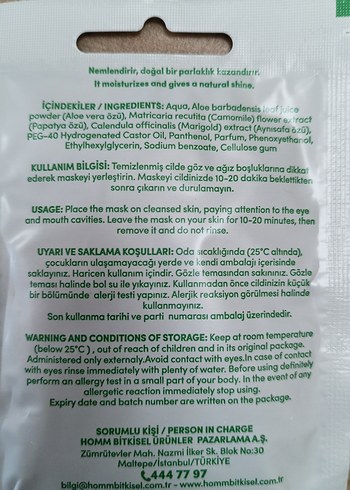 Nemlendirir, doğal bir parlaklık kazandırır.
It moisturizes and gives a natural shine.
İÇİNDEKİLER / INGREDIENTS: Aqua, Aloe barbadensis leaf juice
powder (Aloe vera özü), Matricaria recutita (Camomile) flower extract
(Papatya özü), Calendula officinalis (Marigold) extract (Aynısafa özü),
PEG-40 Hydrogenated Castor Oil, Panthenol, Parfum, Phenoxyethanol,
Ethylhexylglycerin, Sodium benzoate, Cellulose gum
KULLANIM BİLGİSİ: Temizlenmiş cilde göz ve ağız boşluklarına dikkat
ederek maskeyi yerleştirin. Maskeyi cildinizde 10-20 dakika beklettikten
sonra çıkarın ve durulamayın.
USAGE: Place the mask on cleansed skin, paying attention to the eye
and mouth cavities. Leave the mask on your skin for 10-20 minutes, then
remove it and do not rinse.
UYARI VE SAKLAMA KOŞULLARI: Oda sıcaklığında (25°C altında),
çocukların ulaşamayacağı yerde ve kendi ambalajı içerisinde
saklayınız. Haricen kullanım içindir. Gözle temasından sakınınız. Gözle
teması halinde bol su ile yıkayınız. Kullanmadan önce cildinizin küçük
bir bölümünde alerji testi yapınız. Alerjik reaksiyon görülmesi halinde
kullanmayınız.
Son kullanma tarihi ve parti numarası ambalaj üzerindedir.
WARNING AND CONDITIONS OF STORAGE: Keep at room temperature
(below 25°C) , out of reach of children and in its original package.
Administered only externaly.Avoid contact with eyes.In case of contact
with eyes rinse immediately with plenty of water. Before using definitely
perform an allergy test in a small part of your body. In the event of any
allergetic reaction immediately stop using.
Expiry date and batch number are written on the package.
SORUMLU KİŞİ / PERSON IN CHARGE
HOMM BİTKİSEL ÜRÜNLER PAZARLAMA A.Ş.
Zümrütevler Mah. Nazmi İlker Sk. Blok No:30
Maltepe/İstanbul/TÜRKİYE
444 77 97
bilgi@hommbitkisel.com.tr